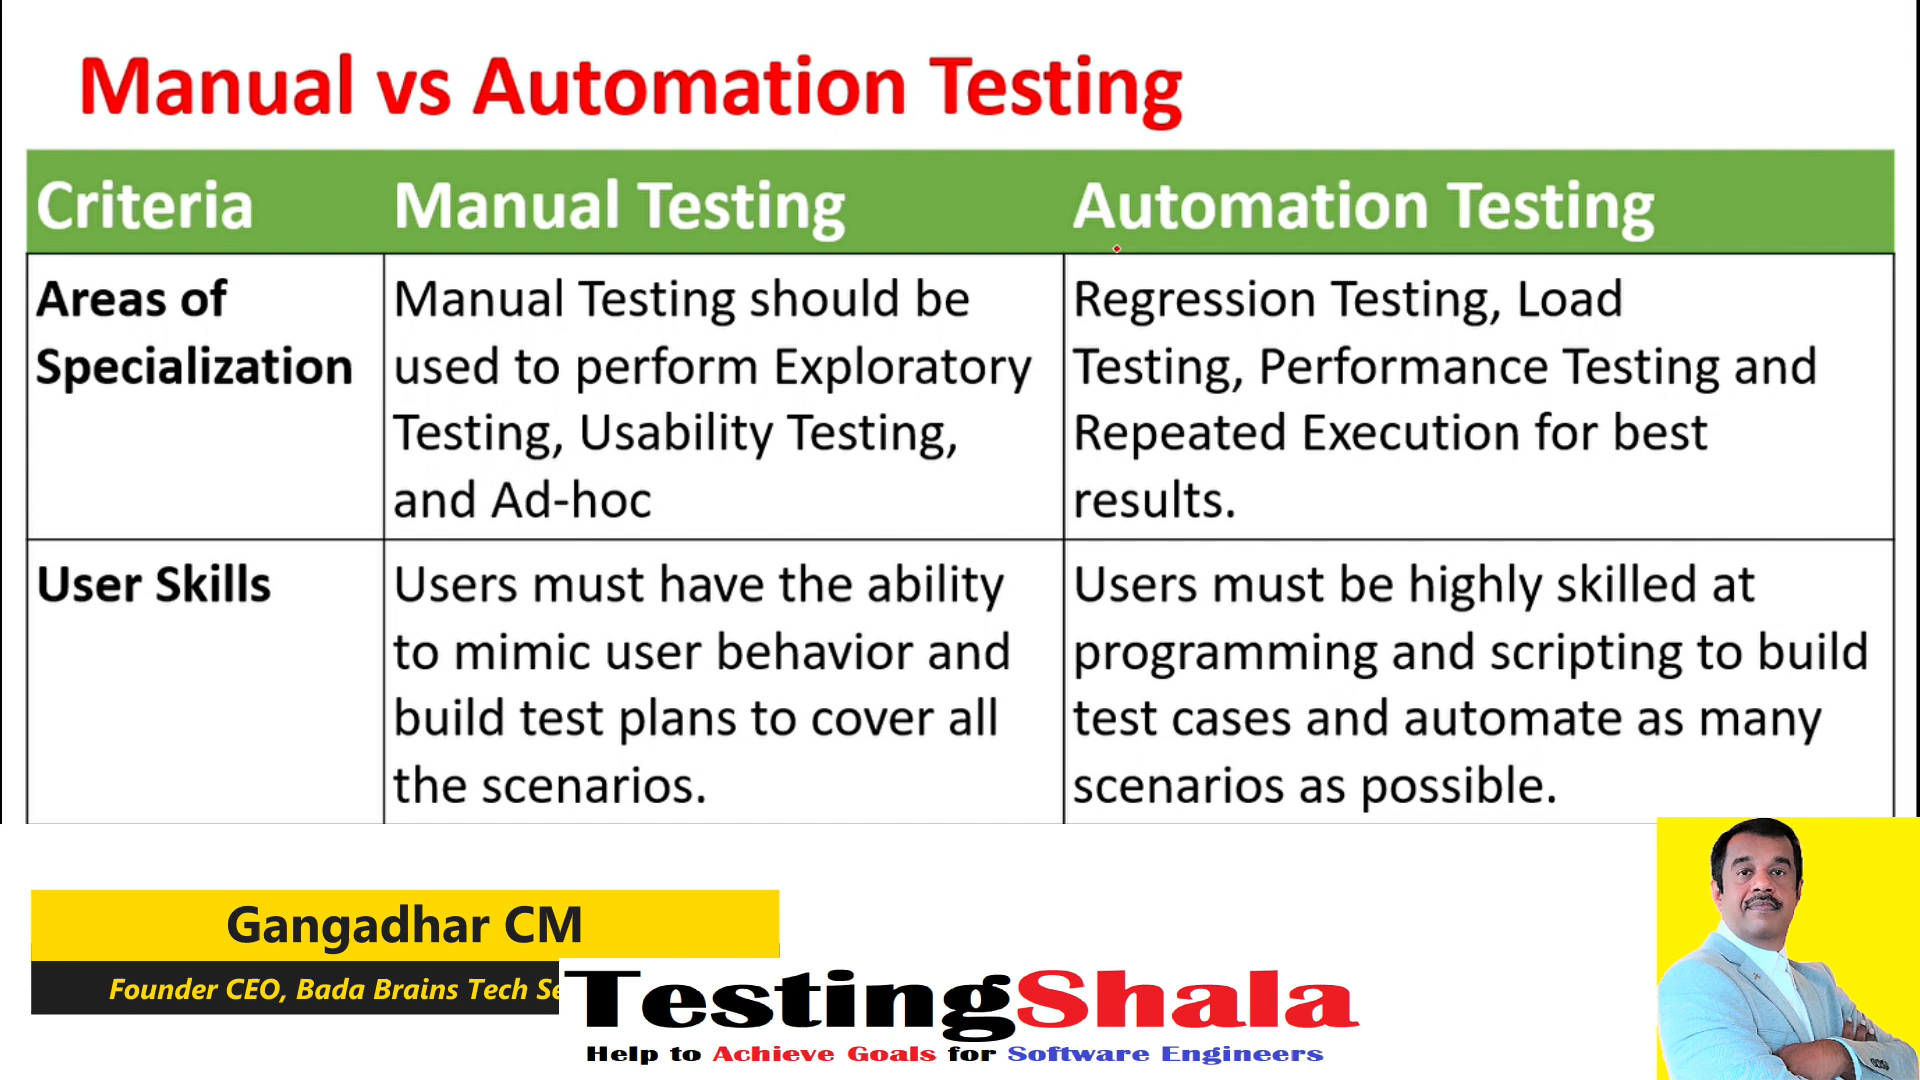 Manual vs Automation Testing
Criteria
Manual Testing
Automation Testing
Areas of
Specialization
Manual Testing should be
used to perform Exploratory
Testing, Usability Testing,
and Ad-hoc
Regression Testing, Load
Testing, Performance Testing and
Repeated Execution for best
results.
User Skills
Users must have the ability
to mimic user behavior and
build test plans to cover all
the scenarios.
Users must be highly skilled at
programming and scripting to build
test cases and automate as many
scenarios as possible.
Gangadhar CM
Founder CEO, Bada Brains Tech
TestingShala
Help to Achieve Goals for Software Engineers